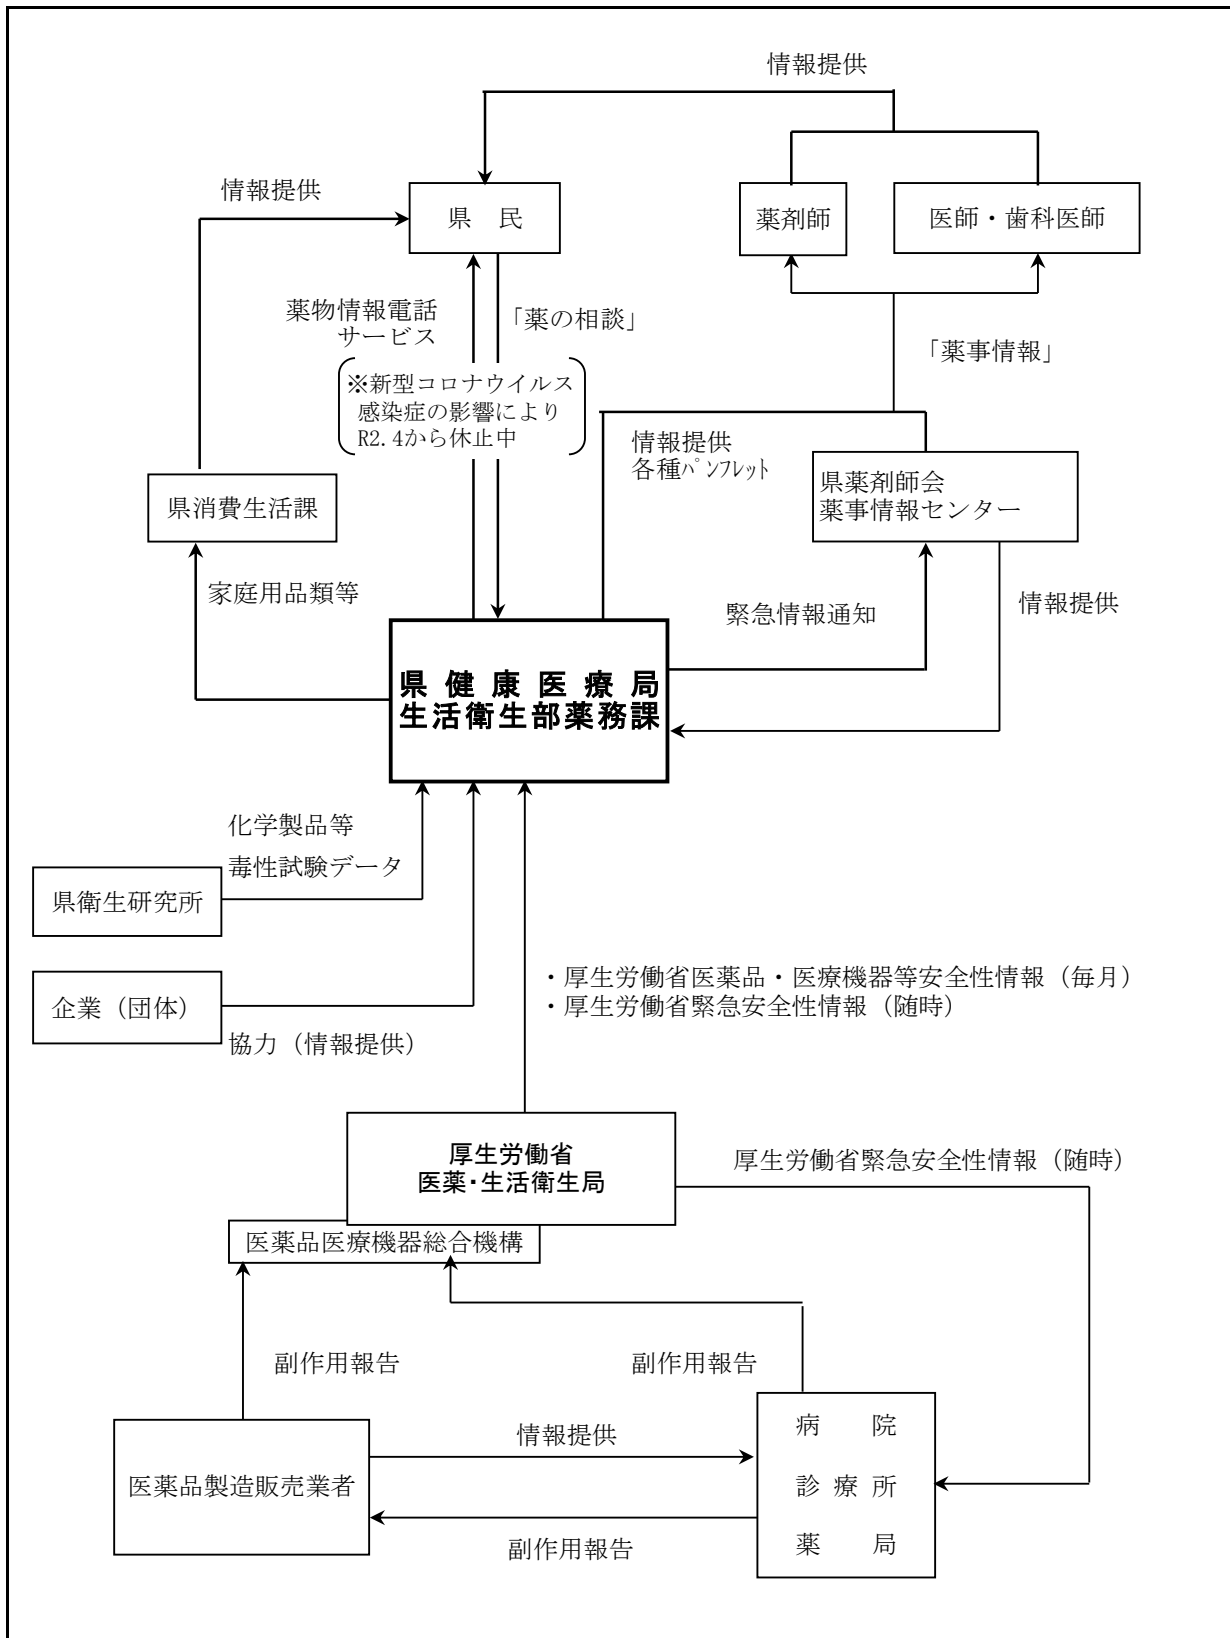 情報提供
情報提供
県　民
薬剤師
医師・歯科医師
薬物情報電話
サービス
「薬の相談」
※新型コロナウイルス
感染症の影響により
R2.4から休止中
「薬事情報」
情報提供
各種パンフレット
県薬剤師会
薬事情報センター
県消費生活課
家庭用品類等
緊急情報通知
情報提供
県健康医療局
生活衛生部薬務課
化学製品等
毒性試験データ
県衛生研究所
企業（団体）
協力（情報提供）
・厚生労働省医薬品・医療機器等安全性情報（毎月）
・厚生労働省緊急安全性情報（随時）
厚生労働省
医薬・生活衛生局
厚生労働省緊急安全性情報（随時）
医薬品医療機器総合機構
副作用報告
副作用報告
医薬品製造販売業者
情報提供
副作用報告
病　院
診療所
薬　局